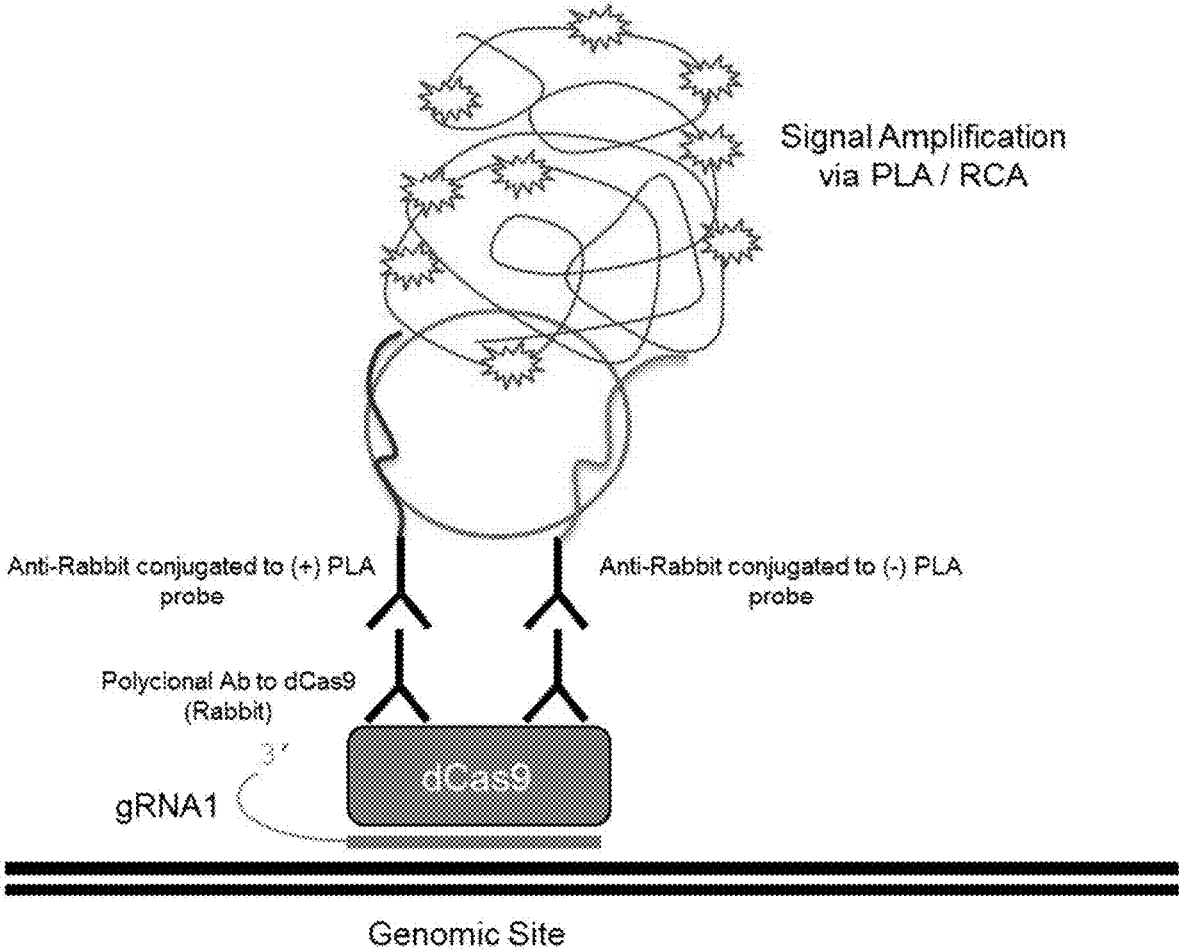 Signal Amplification
via PLA / RCA
Anti-Rabbit conjugated to (+) PLA
probe
Anti-Rabbit conjugated to (-) PLA
probe
Polyclonal Ab to dCas9
(Rabbit)
3'
dCas9
gRNA1
Genomic Site